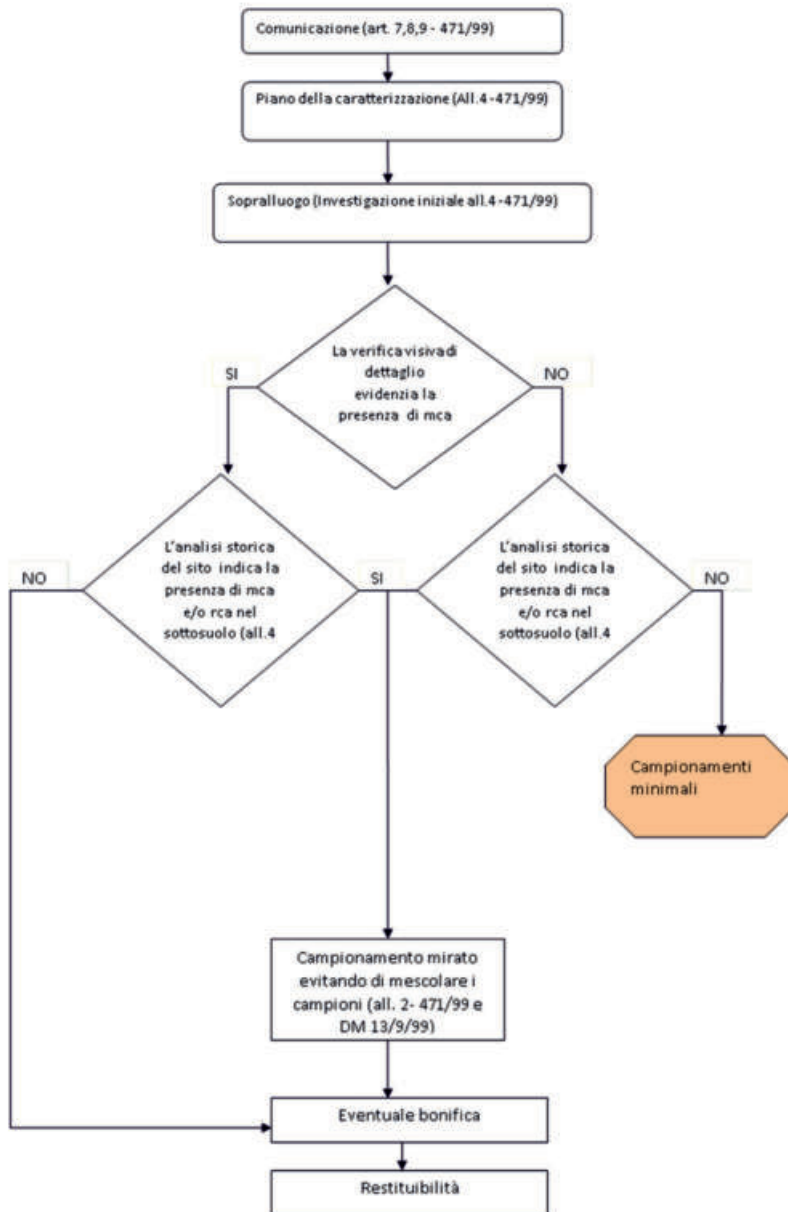 Comunicazione (art. 7,8,9 - 471/99)
Piano della caratterizzazione (All.4 -471/99)
Sopralluogo (Investigazione iniziale all.4 -471/99)
La verifica visiva di
dettaglio
evidenzia la
presenza di mca
SI
NO
L'analisi storica
del sito indica la
presenza di mca
e/o rca nel
sottosuolo (all.4
NO
SI
L'analisi storica
del sito indica la
presenza di mca
e/o rca nel
sottosuolo (all.4
NO
Campionamenti
minimali
Campionamento mirato
evitando di mescolare i
campioni (all. 2- 471/99 e
DM 13/9/99)
Eventuale bonifica
Restituibilità